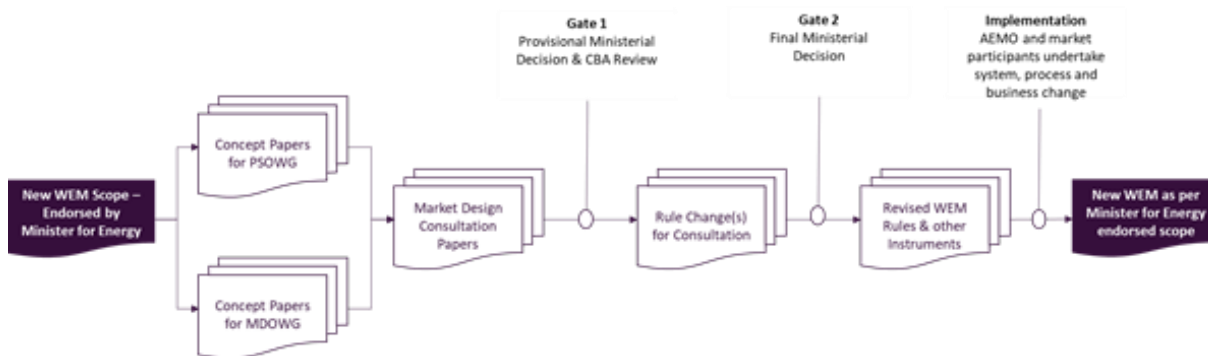 Gate 1
Provisional Ministerial
Decision & CBA Review
Gate 2
Final Ministerial
Decision
Implementation
AEMO and market
participants undertake
system, process and
business change
New WEM Scope –
Endorsed by
Minister for Energy
Concept Papers
for PSOWG
Concept Papers
for MDOWG
Market Design
Consultation
Papers
Rule Change(s)
for Consultation
Revised WEM
Rules & other
Instruments
New WEM as per
Minister for Energy
endorsed scope